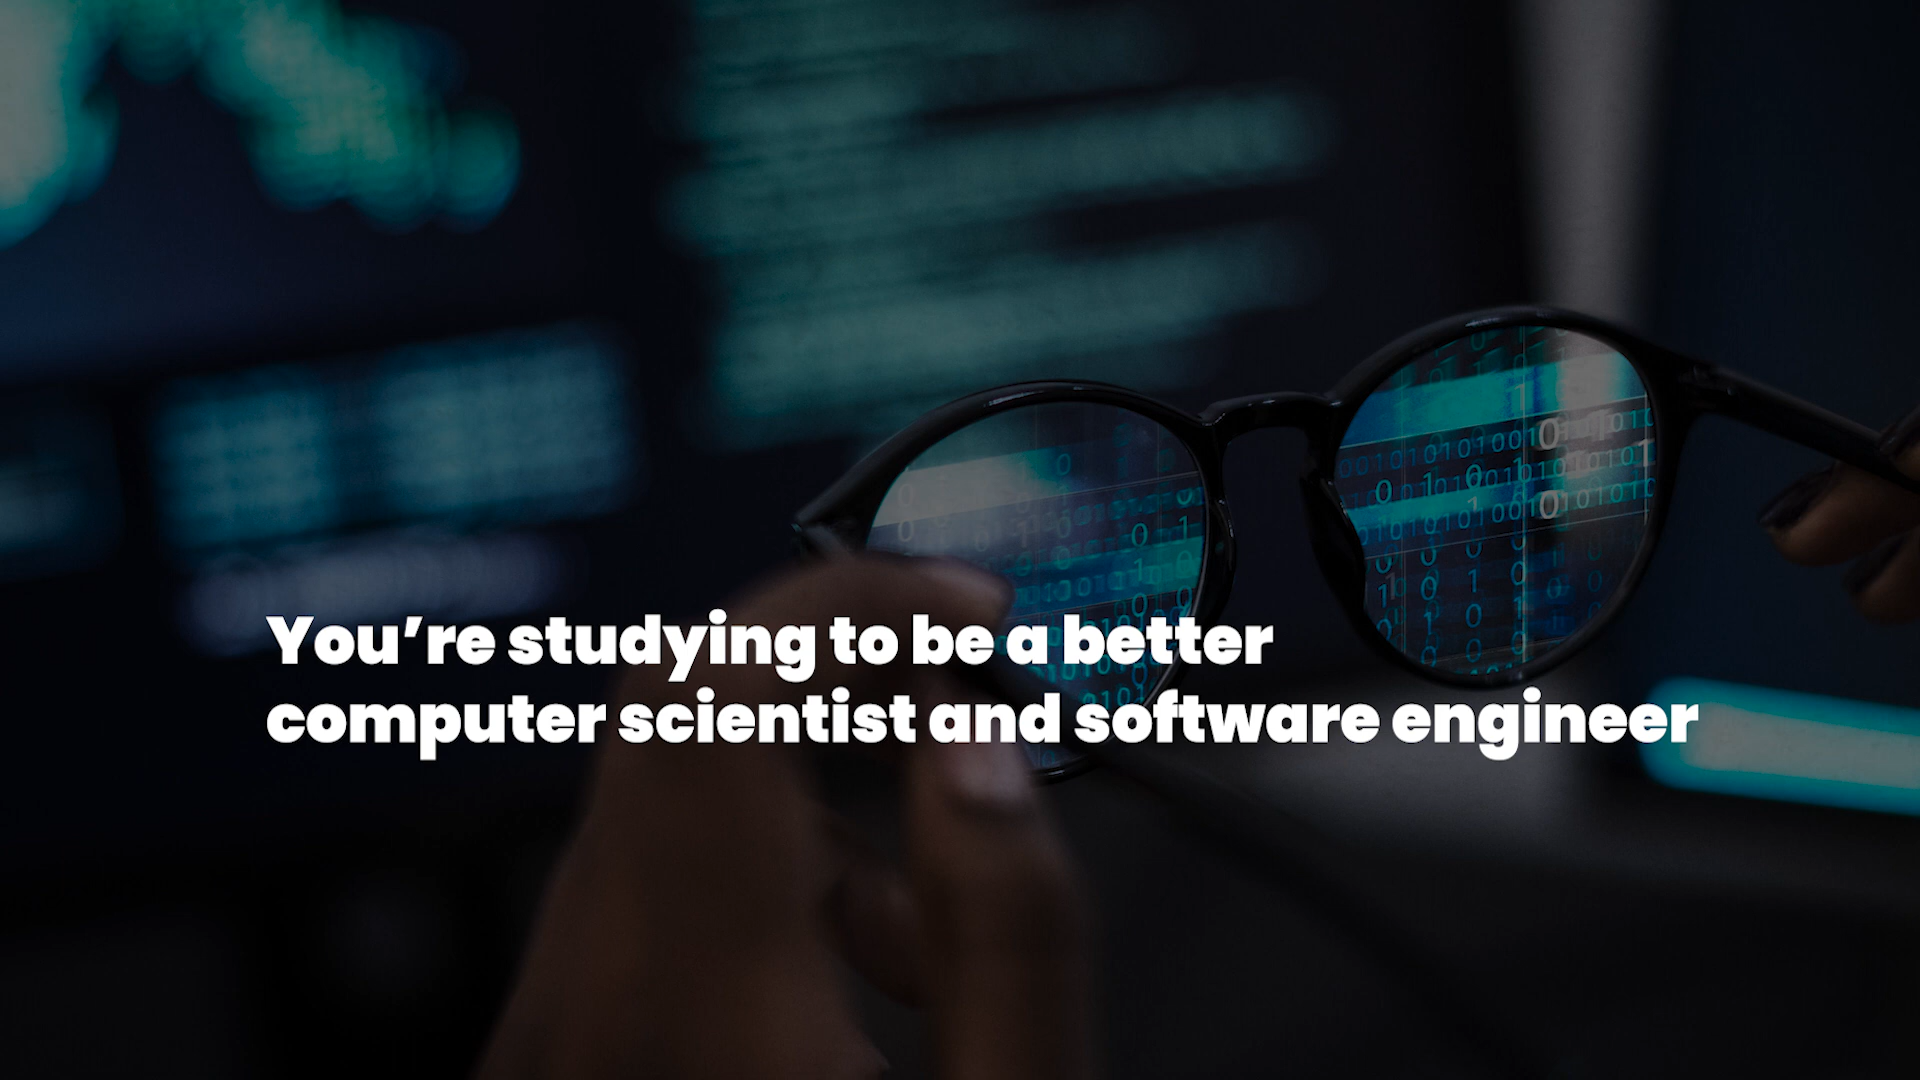 You’re studying to be a better
computer scientist and software engineer